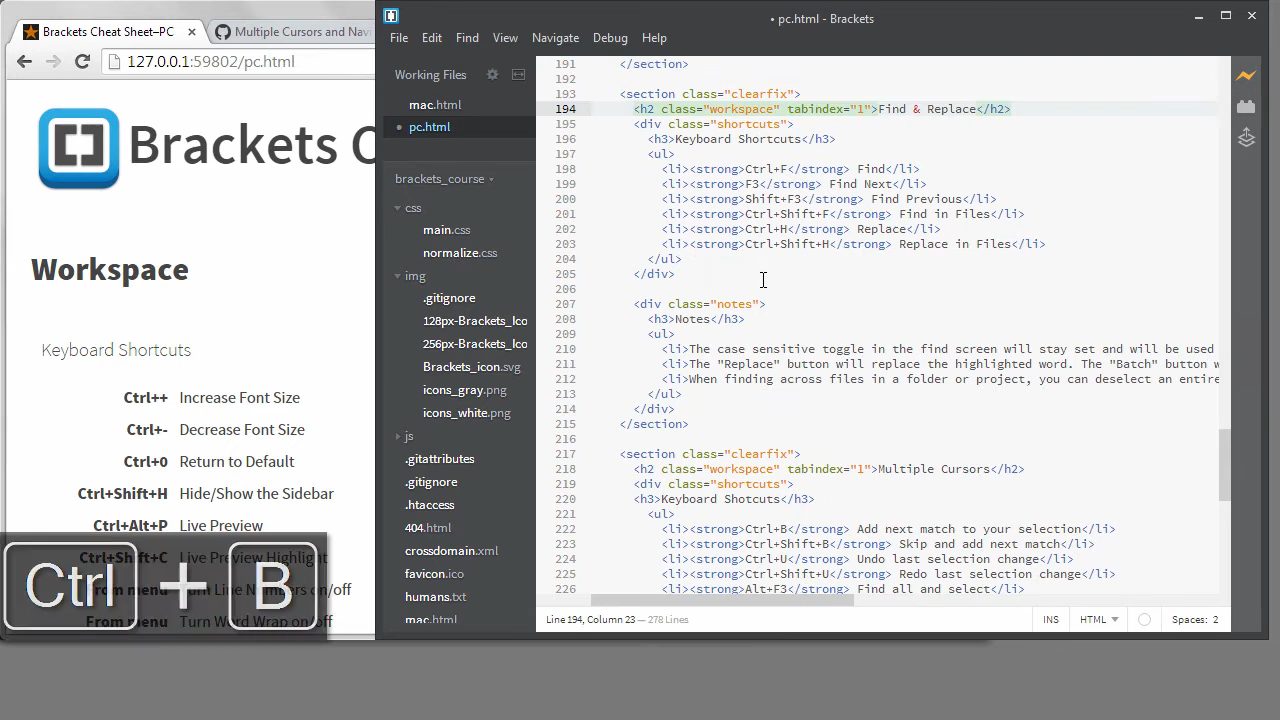 Brackets Cheat Sheet–PC
Multiple Cursors and Nav
127.0.0.1:59802/pc.html
Brackets C
Workspace
Keyboard Shortcuts
Ctrl++ Increase Font Size
Ctrl+- Decrease Font Size
Ctrl+0 Return to Default
Ctrl+Shift+H Hide/Show the Sidebar
Ctrl+Alt+P Live Preview
Ctrl+Shift+C Live Preview Highlight
From menu Turn Line Numbers on/off
From menu Turn Word Wrap on/off
Ctrl + B
• pc.html - Brackets
File Edit Find View Navigate Debug Help
Working Files
mac.html
pc.html
brackets_course
css
main.css
normalize.css
img
.gitignore
128px-Brackets_Ico
256px-Brackets_Ico
Brackets_icon.svg
icons_gray.png
icons_white.png
js
.gitattributes
.gitignore
.htaccess
404.html
crossdomain.xml
favicon.ico
humans.txt
mac.html
191 </section>
192
193 <section class="clearfix">
194 <h2 class="workspace" tabindex="1">Find & Replace</h2>
195 <div class="shortcuts">
196 <h3>Keyboard Shortcuts</h3>
197 <ul>
198 <li><strong>Ctrl+F</strong> Find</li>
199 <li><strong>F3</strong> Find Next</li>
200 <li><strong>Shift+F3</strong> Find Previous</li>
201 <li><strong>Ctrl+Shift+F</strong> Find in Files</li>
202 <li><strong>Ctrl+H</strong> Replace</li>
203 <li><strong>Ctrl+Shift+H</strong> Replace in Files</li>
204 </ul>
205 </div>
206
207 <div class="notes">
208 <h3>Notes</h3>
209 <ul>
210 <li>The case sensitive toggle in the find screen will stay set and will be used
211 <li>The "Replace" button will replace the highlighted word. The "Batch" button w
212 <li>When finding across files in a folder or project, you can deselect an entire
213 </ul>
214 </div>
215 </section>
216
217 <section class="clearfix">
218 <h2 class="workspace" tabindex="1">Multiple Cursors</h2>
219 <div class="shortcuts">
220 <h3>Keyboard Shotcuts</h3>
221 <ul>
222 <li><strong>Ctrl+B</strong> Add next match to your selection</li>
223 <li><strong>Ctrl+Shift+B</strong> Skip and add next match</li>
224 <li><strong>Ctrl+U</strong> Undo last selection change</li>
225 <li><strong>Ctrl+Shift+U</strong> Redo last selection change</li>
226 <li><strong>Alt+F3</strong> Find all and select</li>
Line 194, Column 23 — 278 Lines
INS HTML Spaces: 2